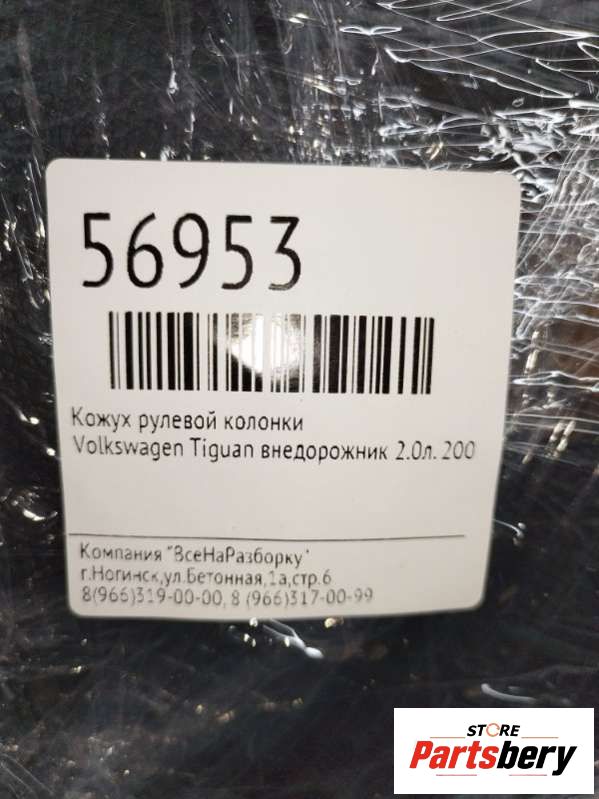 56953
Кожух рулевой колонки
Volkswagen Tiguan внедорожник 2.0л. 200
Компания "ВсеНаРазборку"
г.Ногинск,ул.Бетонная,1а,стр.6
8(966)319-00-00, 8 (966)317-00-99
STORE
Partsbery